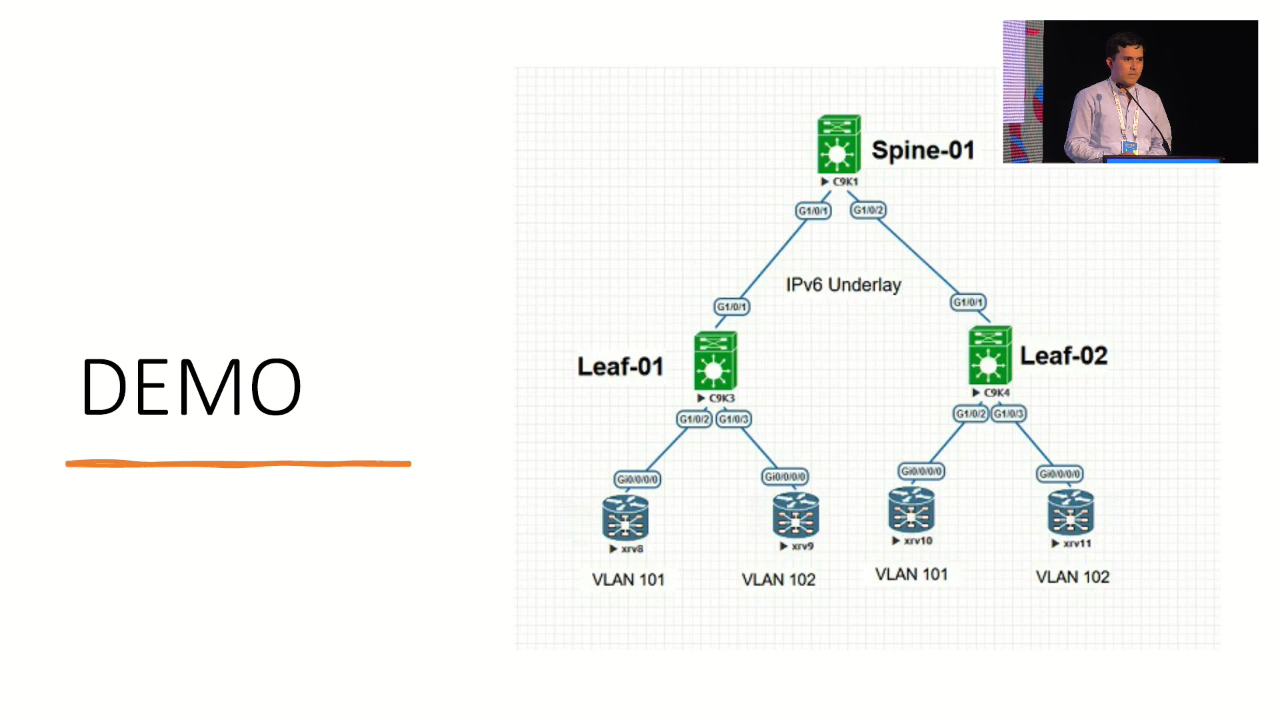 DEMO
Spine-01
▶ C9K1
G1/0/1
G1/0/2
IPv6 Underlay
G1/0/1
G1/0/1
Leaf-01
▶ C9K3
Leaf-02
▶ C9K4
G1/0/2
G1/0/3
G1/0/2
G1/0/3
Gi0/0/0/0
Gi0/0/0/0
Gi0/0/0/0
Gi0/0/0/0
▶ xrv8
▶ xrv9
▶ xrv10
▶ xrv11
VLAN 101
VLAN 102
VLAN 101
VLAN 102